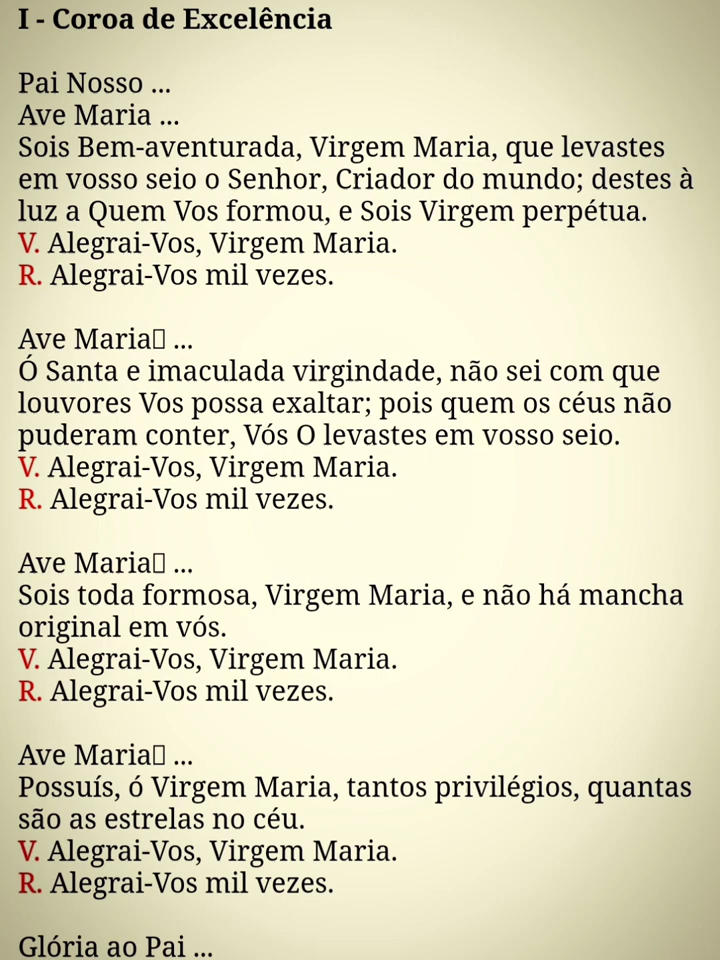 I - Coroa de Excelência
Pai Nosso ...
Ave Maria ...
Sois Bem-aventurada, Virgem Maria, que levastes
em vosso seio o Senhor, Criador do mundo; destes à
luz a Quem Vos formou, e Sois Virgem perpétua.
V. Alegrai-Vos, Virgem Maria.
R. Alegrai-Vos mil vezes.
Ave Maria▯ ...
Ó Santa e imaculada virgindade, não sei com que
louvores Vos possa exaltar; pois quem os céus não
puderam conter, Vós O levastes em vosso seio.
V. Alegrai-Vos, Virgem Maria.
R. Alegrai-Vos mil vezes.
Ave Maria▯ ...
Sois toda formosa, Virgem Maria, e não há mancha
original em vós.
V. Alegrai-Vos, Virgem Maria.
R. Alegrai-Vos mil vezes.
Ave Maria▯ ...
Possuís, ó Virgem Maria, tantos privilégios, quantas
são as estrelas no céu.
V. Alegrai-Vos, Virgem Maria.
R. Alegrai-Vos mil vezes.
Glória ao Pai ...